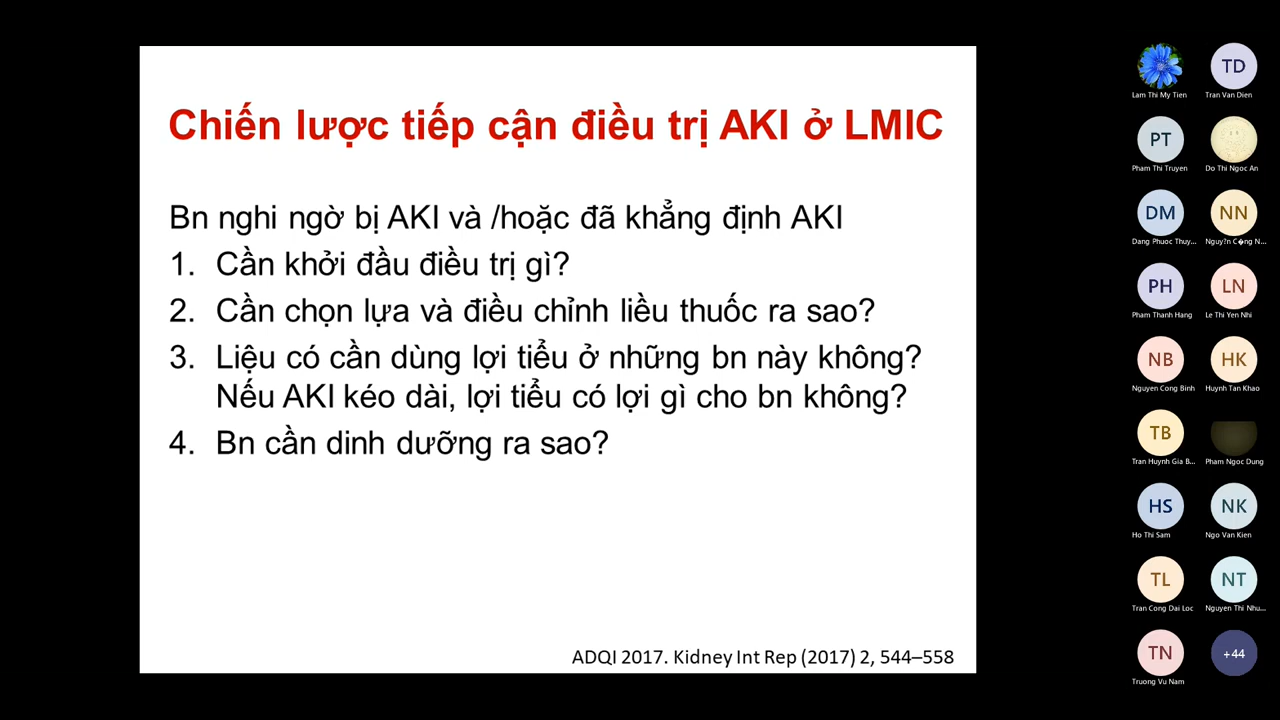 Chiến lược tiếp cận điều trị AKI ở LMIC
Bn nghi ngờ bị AKI và /hoặc đã khẳng định AKI
1. Cần khởi đầu điều trị gì?
2. Cần chọn lựa và điều chỉnh liều thuốc ra sao?
3. Liệu có cần dùng lợi tiểu ở những bn này không?
Nếu AKI kéo dài, lợi tiểu có lợi gì cho bn không?
4. Bn cần dinh dưỡng ra sao?
ADQI 2017. Kidney Int Rep (2017) 2, 544–558
Lam Thi My Tien
TD
Tran Van Dien
PT
Pham Thi Truyen
Do Thi Ngoc An
DM
Dang Phuoc Thuy...
NN
Nguy?n C�ng N...
PH
Pham Thanh Hang
LN
Le Thi Yen Nhi
NB
Nguyen Cong Binh
HK
Huynh Tan Khao
TB
Tran Huynh Gia B...
Pham Ngoc Dung
HS
Ho Thi Sam
NK
Ngo Van Kien
TL
Tran Cong Dai Loc
NT
Nguyen Thi Nhu...
TN
Truong Vu Nam
+44